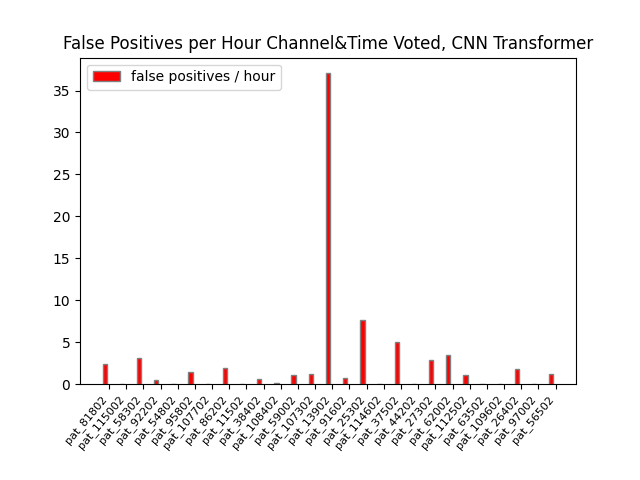 False Positives per Hour Channel&Time Voted, CNN Transformer
false positives / hour
35
30
25
20
15
10
5
0
pat_81802
pat_115002
pat_58302
pat_92202
pat_54802
pat_95802
pat_107702
pat_86202
pat_11502
pat_38402
pat_108402
pat_59002
pat_107302
pat_13902
pat_91602
pat_25302
pat_114602
pat_37502
pat_44202
pat_27302
pat_62002
pat_112502
pat_63502
pat_109602
pat_26402
pat_97002
pat_56502